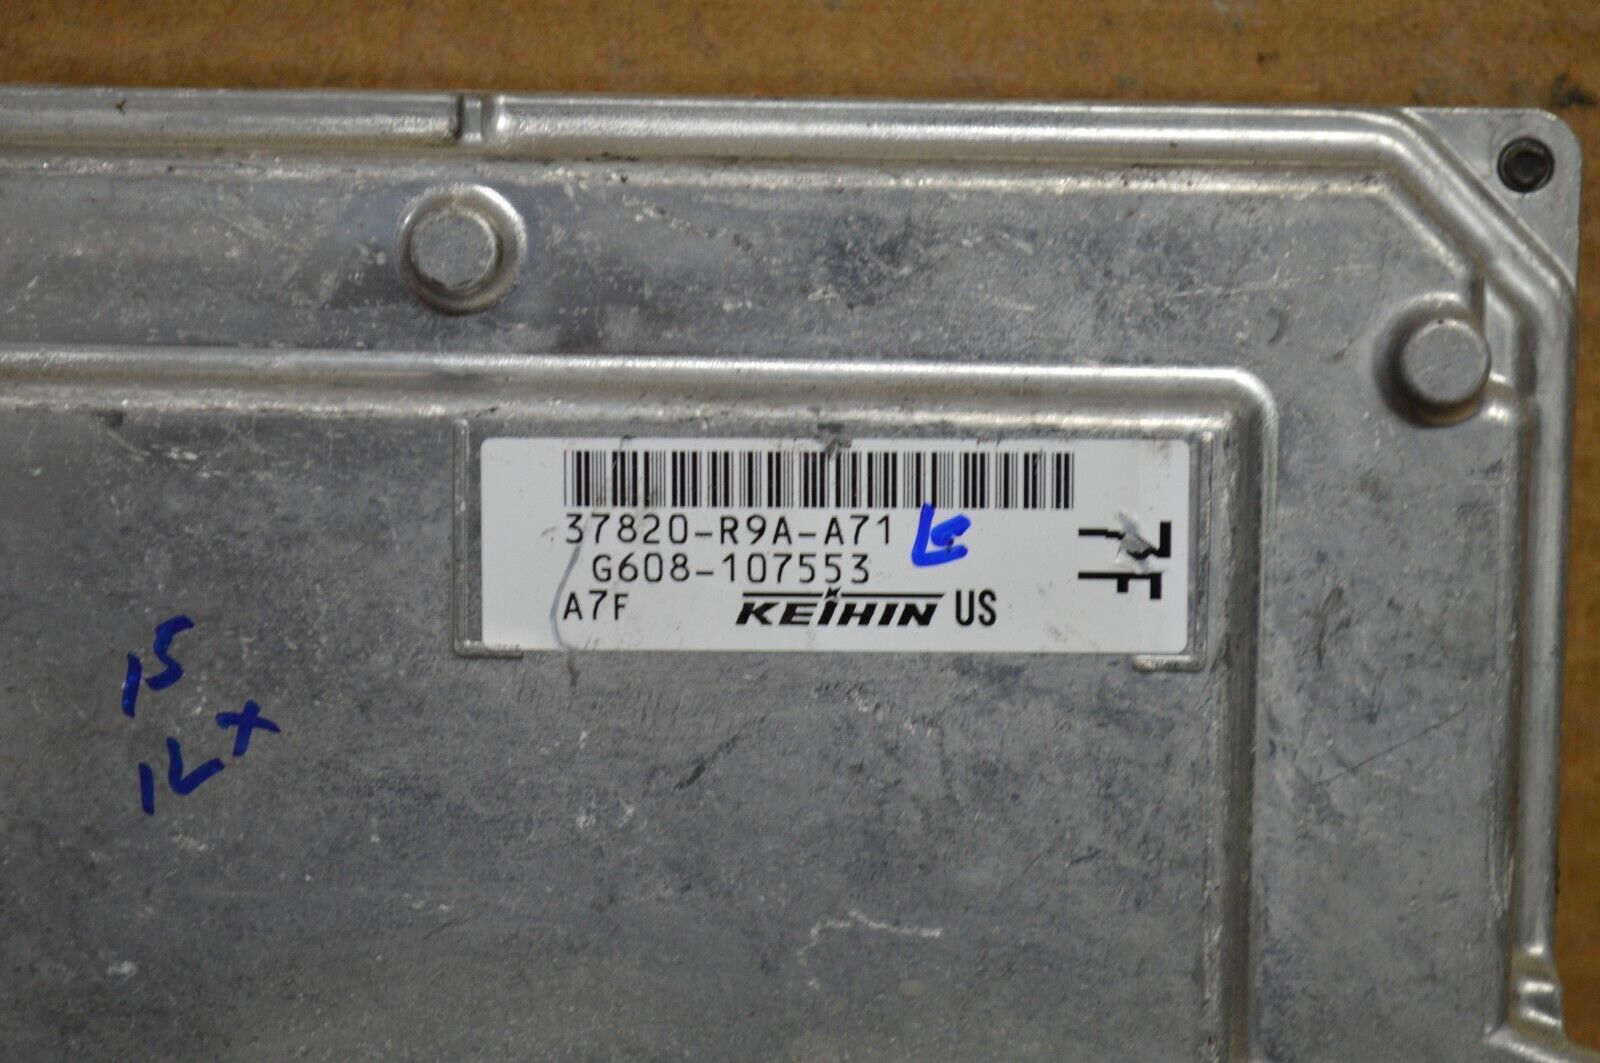 37820-R9A-A71
G608-107553
A7F KEIHIN US
7F
15
ILX